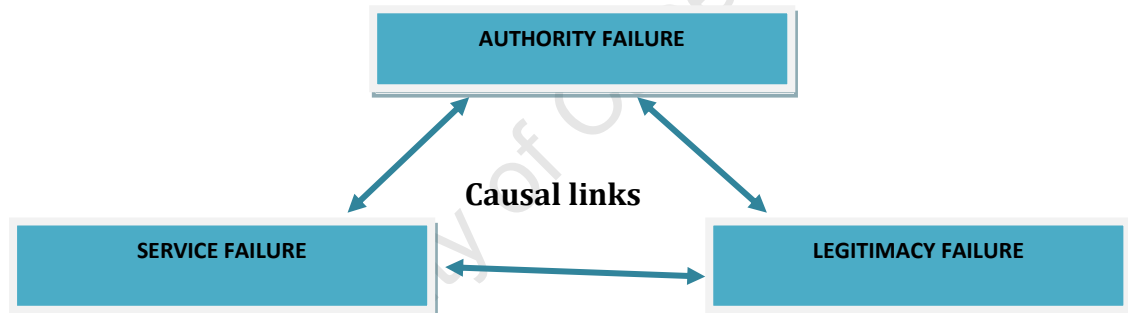 AUTHORITY FAILURE
Causal links
SERVICE FAILURE
LEGITIMACY FAILURE